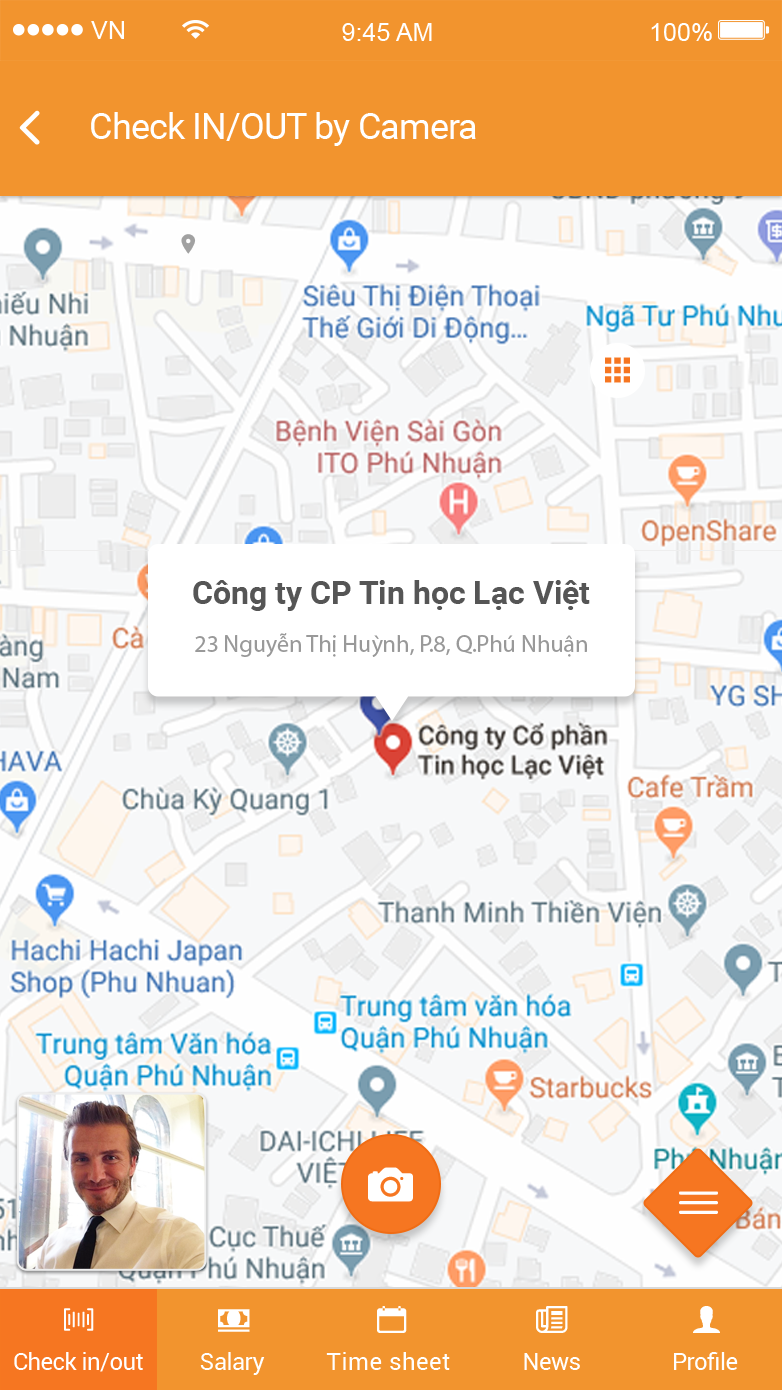 VN
9:45 AM
100%
Check IN/OUT by Camera
Siêu Thị Điện Thoại
Thế Giới Di Động...
Nhi
Nhuận
Ngã Tư Phú Nhu
Bệnh Viện Sài Gòn
ITO Phú Nhuận
H
OpenShare
Công ty CP Tin học Lạc Việt
23 Nguyễn Thị Huỳnh, P.8, Q.Phú Nhuận
Cà
Nam
YG SH
Công ty Cổ phần
Tin học Lạc Việt
HAVA
Chùa Kỳ Quang 1
Cafe Trầm
Thanh Minh Thiền Viện
Hachi Hachi Japan
Shop (Phu Nhuan)
Trung tâm văn hóa
Quận Phú Nhuận
Trung tâm Văn hóa
Quận Phú Nhuận
Starbucks
DAI-ICHI LIFE
VIỆT
Phú Nhuận
Bán
Cục Thuế
Quận Phú Nhuận
Check in/out
Salary
Time sheet
News
Profile